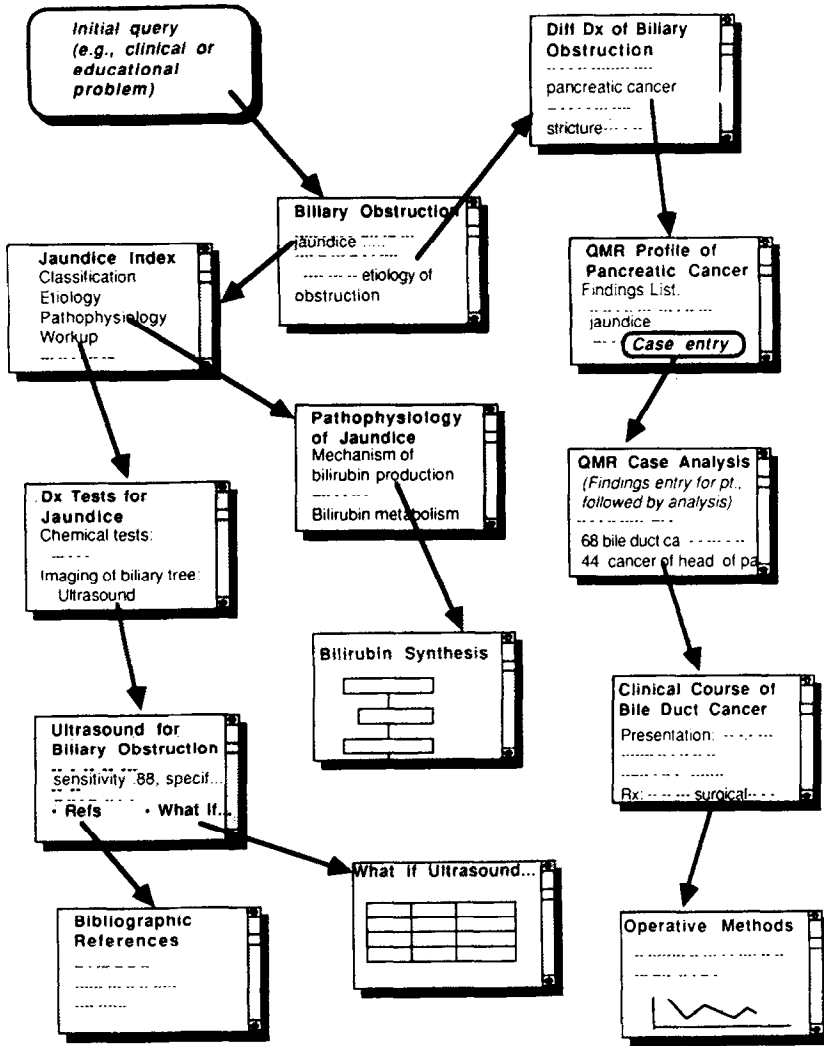 Initial query
(e.g., clinical or
educational
problem)
Diff Dx of Biliary
Obstruction
pancreatic cancer
stricture
Biliary Obstruction
jaundice
etiology of
obstruction
Jaundice Index
Classification
Etiology
Pathophysiology
Workup
QMR Profile of
Pancreatic Cancer
Findings List.
jaundice
Case entry
Pathophysiology
of Jaundice
Mechanism of
bilirubin production
Bilirubin metabolism
QMR Case Analysis
(Findings entry for pt.,
followed by analysis)
68 bile duct ca
44 cancer of head of pa
Dx Tests for
Jaundice
Chemical tests:
Imaging of biliary tree:
Ultrasound
Bilirubin Synthesis
Clinical Course of
Bile Duct Cancer
Presentation:
Rx: surgical
Ultrasound for
Biliary Obstruction
sensitivity .88, specif...
• Refs • What If...
What if Ultrasound...
Bibliographic
References
Operative Methods